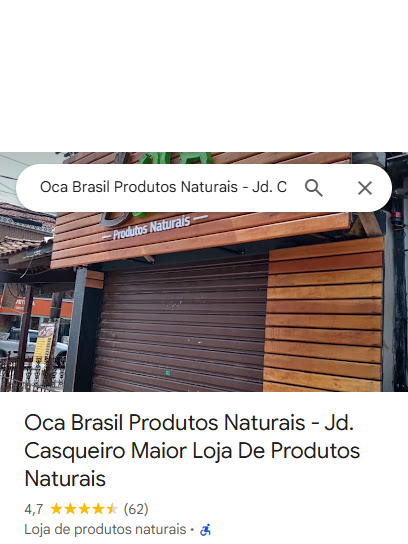 Oca Brasil Produtos Naturais - Jd. C
Produtos Naturais
Oca Brasil Produtos Naturais - Jd.
Casqueiro Maior Loja De Produtos
Naturais
4,7 (62)
Loja de produtos naturais •